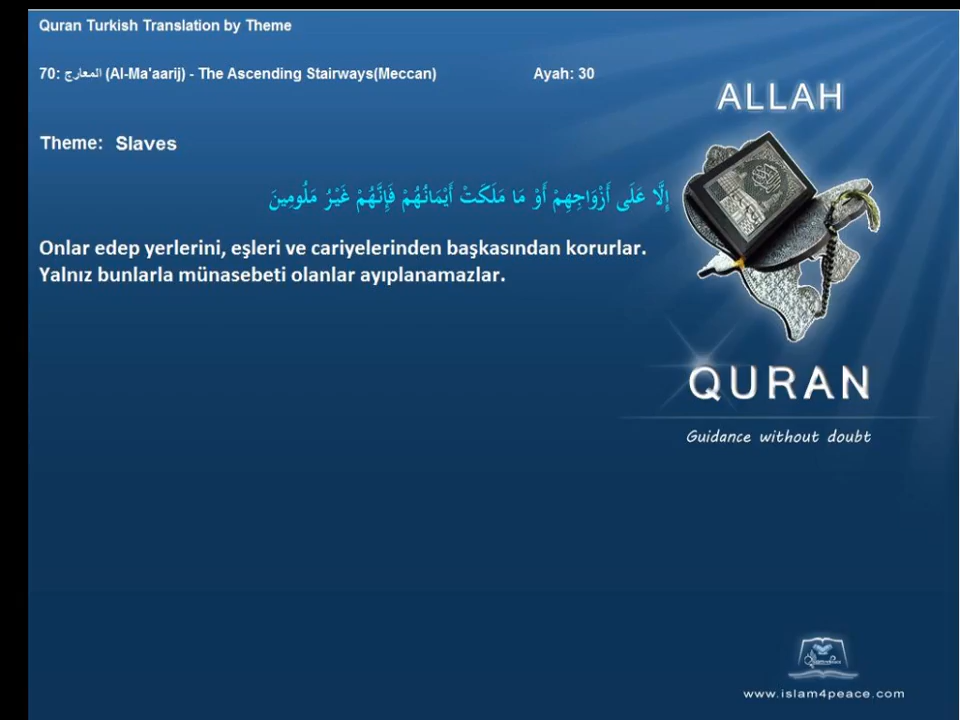 Quran Turkish Translation by Theme
70: المعارج (Al-Ma'aarij) - The Ascending Stairways(Meccan) Ayah: 30
ALLAH
Theme: Slaves
إِلَّا عَلَى أَزْوَاجِهِمْ أَوْ مَا مَلَكَتْ أَيْمَانُهُمْ فَإِنَّهُمْ غَيْرُ مَلُومِينَ
Onlar edep yerlerini, eşleri ve cariyelerinden başkasından korurlar.
Yalnız bunlarla münasebeti olanlar ayıplanamazlar.
QURAN
Guidance without doubt
www.islam4peace.com